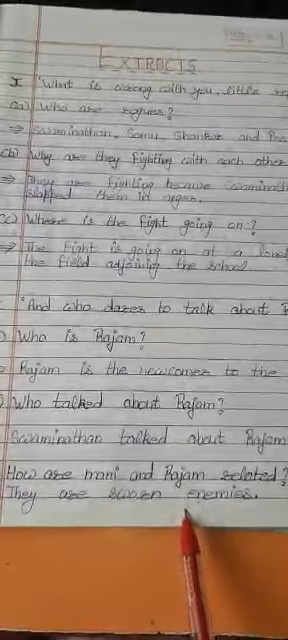 EXTRACTS
I "What is wrong with you, little
(a) Who are rogues?
⇒ Swaminathan, Somu, Shankar and
(b) Why are they fighting with each other
⇒ They are fighting because Swaminath
slapped them in anger.
(c) Where is the fight going on?
⇒ The fight is going on at a
the field adjoining the school
"And who dares to talk about
) Who is Rajam?
Rajam is the newcomer to the
) Who talked about Rajam?
Swaminathan talked about Rajam
How are mani and Rajam related?
They are sworn enemies.